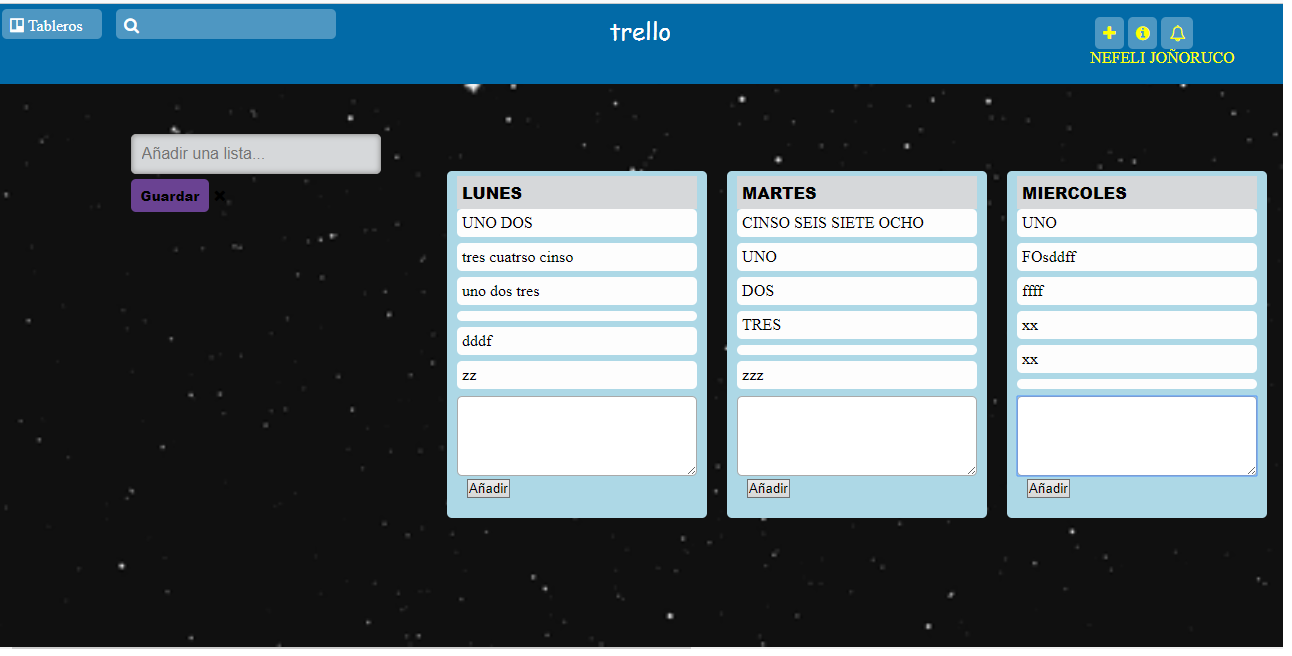 Tableros
trello
NEFELI JOÑORUCO
Añadir una lista...
Guardar
LUNES
UNO DOS
tres cuatrso cinso
uno dos tres
dddf
zz
Añadir
MARTES
CINSO SEIS SIETE OCHO
UNO
DOS
TRES
zzz
Añadir
MIERCOLES
UNO
FOsddff
ffff
xx
xx
Añadir